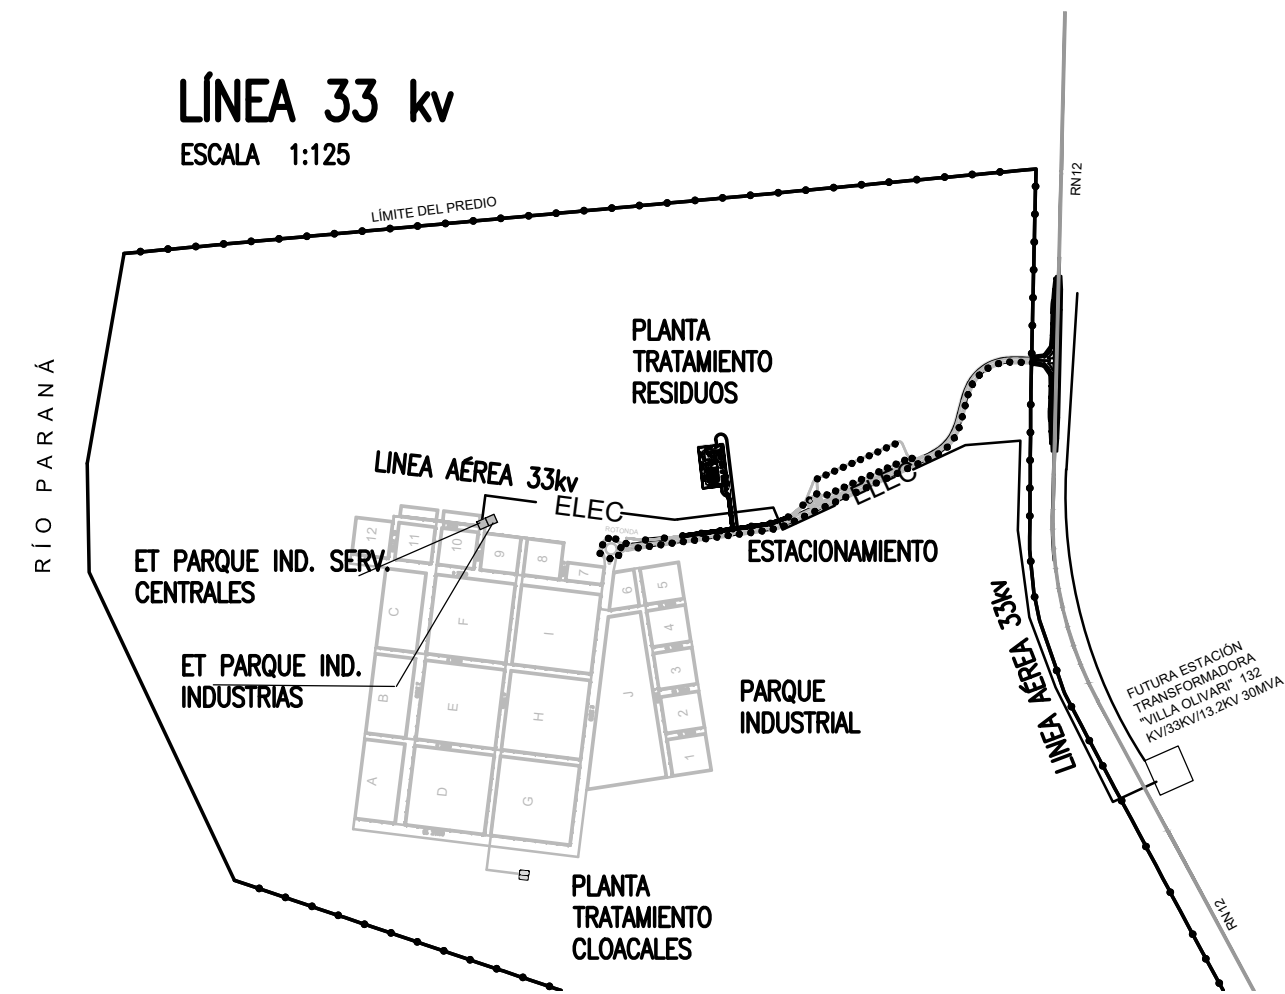 LÍNEA 33 kv
ESCALA 1:125
LÍMITE DEL PREDIO
RN12
RÍO PARANÁ
PLANTA
TRATAMIENTO
RESIDUOS
LINEA AÉREA 33kv
ELEC
ELEC
ROTONDA
ESTACIONAMIENTO
ET PARQUE IND. SERV.
CENTRALES
ET PARQUE IND.
INDUSTRIAS
12
11
10
9
8
7
6
5
4
3
2
1
C
F
I
B
E
H
J
A
D
G
PARQUE
INDUSTRIAL
LINEA AÉREA 33kv
FUTURA ESTACIÓN
TRANSFORMADORA
"VILLA OLIVARI" 132
KV/33KV/13.2KV 30MVA
PLANTA
TRATAMIENTO
CLOACALES
RN12